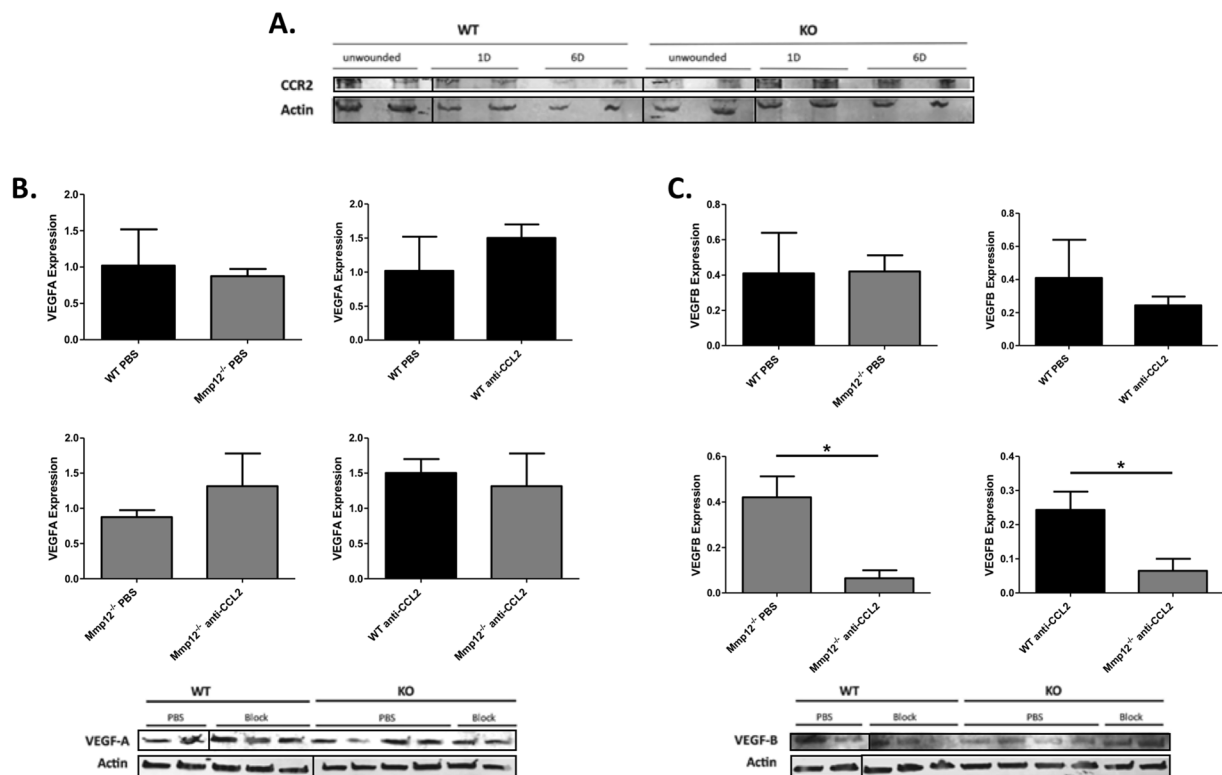 A.
WT KO
unwounded 1D 6D unwounded 1D 6D
CCR2
Actin
B.
VEGFA Expression
2.0
1.5
1.0
0.5
0.0
WT PBS
Mmp12-/- PBS
VEGFA Expression
2.0
1.5
1.0
0.5
0.0
WT PBS
WT anti-CCL2
VEGFA Expression
2.0
1.5
1.0
0.5
0.0
Mmp12-/- PBS
Mmp12-/- anti-CCL2
VEGFA Expression
2.0
1.5
1.0
0.5
0.0
WT anti-CCL2
Mmp12-/- anti-CCL2
WT KO
PBS Block PBS Block
VEGF-A
Actin
C.
VEGFB Expression
0.8
0.6
0.4
0.2
0.0
WT PBS
Mmp12-/- PBS
VEGFB Expression
0.8
0.6
0.4
0.2
0.0
WT PBS
WT anti-CCL2
VEGFB Expression
0.6
0.4
0.2
0.0
*
Mmp12-/- PBS
Mmp12-/- anti-CCL2
VEGFB Expression
0.4
0.3
0.2
0.1
0.0
*
WT anti-CCL2
Mmp12-/- anti-CCL2
WT KO
PBS Block PBS Block
VEGF-B
Actin